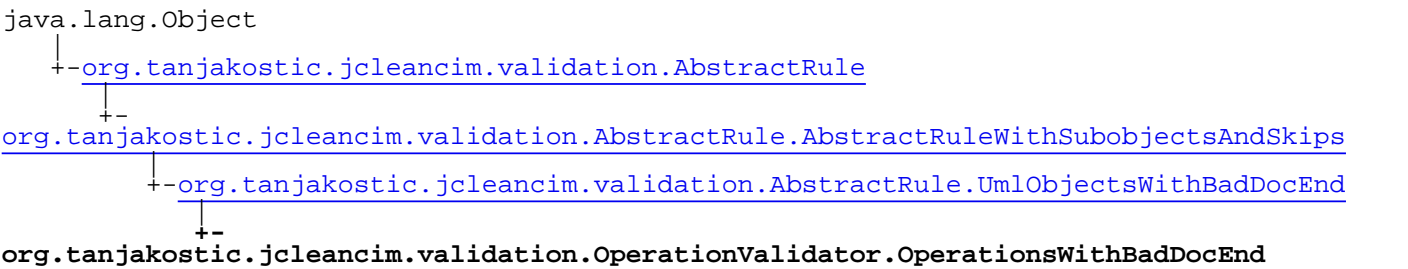 java.lang.Object
|
+-org.tanjakostic.jcleancim.validation.AbstractRule
|
+-
org.tanjakostic.jcleancim.validation.AbstractRule.AbstractRuleWithSubobjectsAndSkips
|
+-org.tanjakostic.jcleancim.validation.AbstractRule.UmlObjectsWithBadDocEnd
|
+-
org.tanjakostic.jcleancim.validation.OperationValidator.OperationsWithBadDocEnd